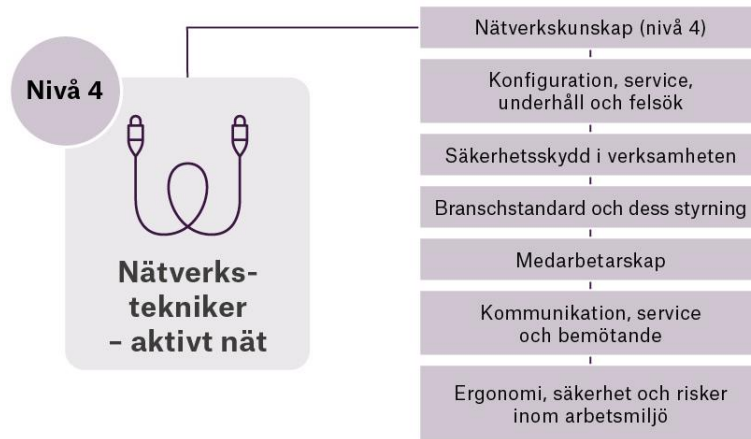 Nivå 4
Nätverks-
tekniker
– aktivt nät
Nätverkskunskap (nivå 4)
Konfiguration, service,
underhåll och felsök
Säkerhetsskydd i verksamheten
Branschstandard och dess styrning
Medarbetarskap
Kommunikation, service
och bemötande
Ergonomi, säkerhet och risker
inom arbetsmiljö